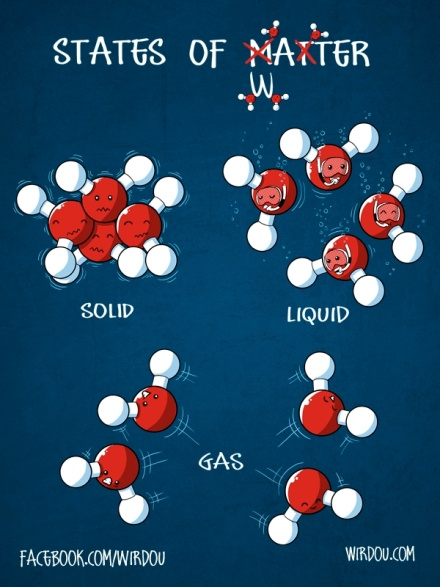 STATES OF MATTER
W
SOLID
LIQUID
GAS
FACEBOOK.COM/WIRDOU
WIRDOU.COM